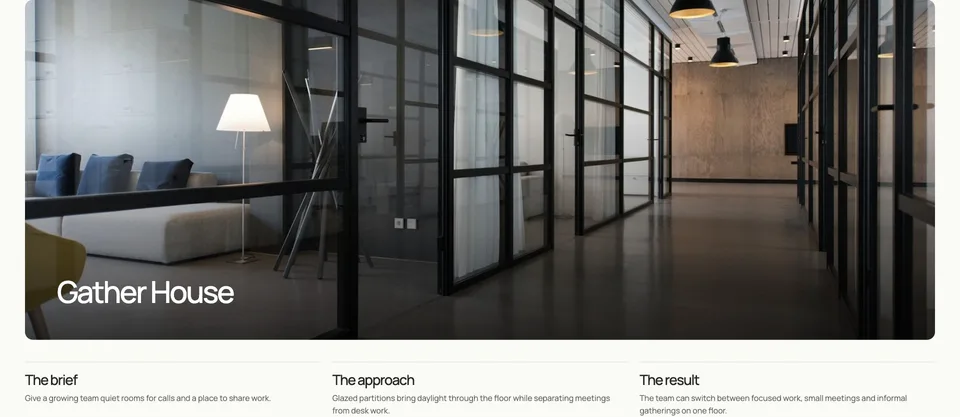 Gather House
The brief
Give a growing team quiet rooms for calls and a place to share work.
The approach
Glazed partitions bring daylight through the floor while separating meetings
from desk work.
The result
The team can switch between focused work, small meetings and informal
gatherings on one floor.